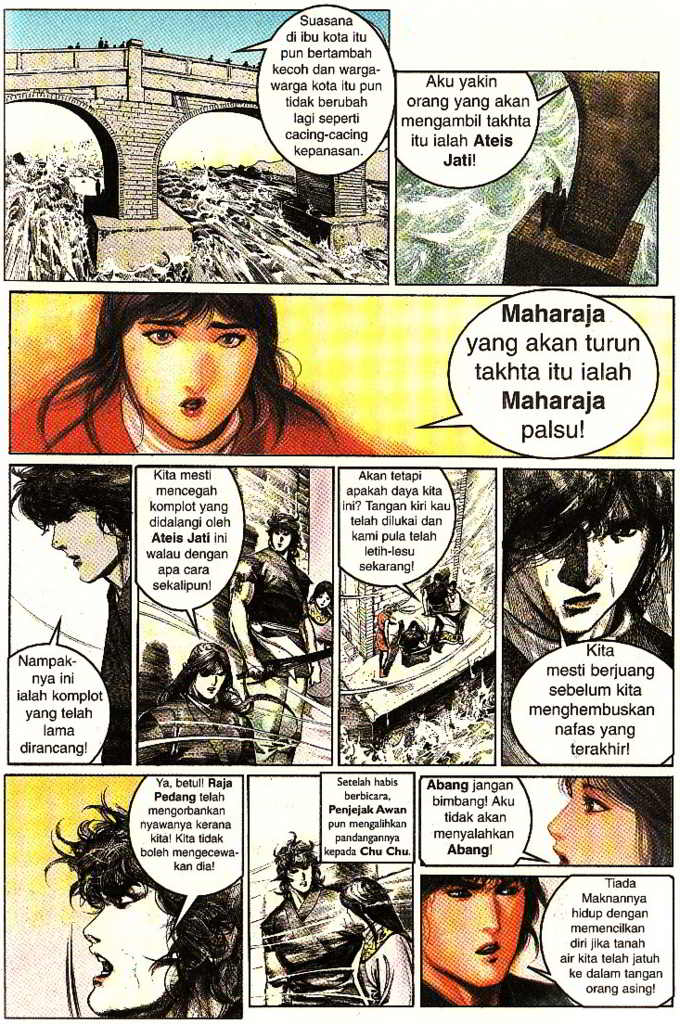 Suasana
di ibu kota itu
pun bertambah
kecoh dan warga-
warga kota itu pun
tidak berubah
lagi seperti
cacing-cacing
kepanasan.
Aku yakin
orang yang akan
mengambil takhta
itu ialah Ateis
Jati!
Maharaja
yang akan turun
takhta itu ialah
Maharaja
palsu!
Nampak-
nya ini
ialah komplot
yang telah
lama
dirancang!
Kita mesti
mencegah
komplot yang
didalangi oleh
Ateis Jati ini
walau dengan
apa cara
sekalipun!
Akan tetapi
apakah daya kita
ini? Tangan kiri kau
telah dilukai dan
kami pula telah
letih-lesu
sekarang!
Kita
mesti berjuang
sebelum kita
menghembuskan
nafas yang
terakhir!
Ya, betul! Raja
Pedang telah
mengorbankan
nyawanya kerana
kita! Kita tidak
boleh mengecewa-
kan dia!
Setelah habis
berbicara,
Penjejak Awan
pun mengalihkan
pandangannya
kepada Chu Chu.
Abang jangan
bimbang! Aku
tidak akan
menyalahkan
Abang!
Tiada
Maknannya
hidup dengan
memencilkan
diri jika tanah
air kita telah jatuh
ke dalam tangan
orang asing!